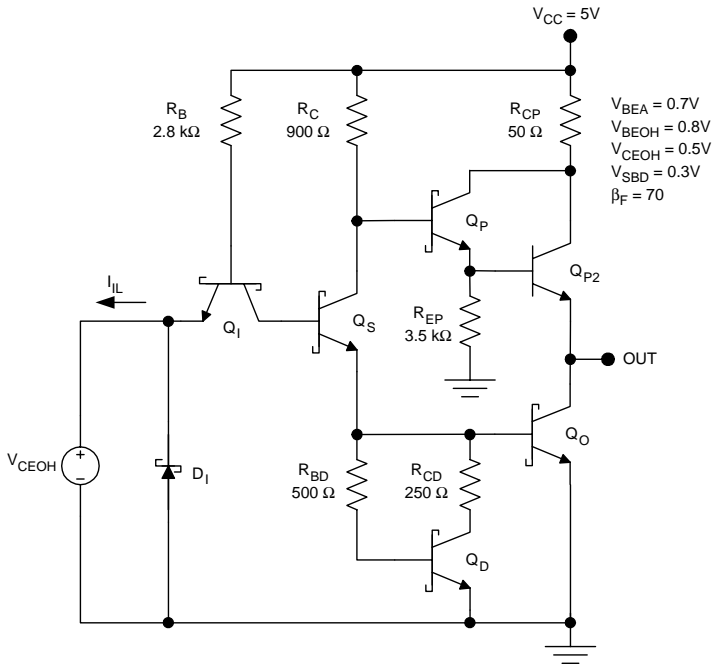 V_CC = 5V
R_B
2.8 kΩ
R_C
900 Ω
R_CP
50 Ω
V_BEA = 0.7V
V_BEOH = 0.8V
V_CEOH = 0.5V
V_SBD = 0.3V
β_F = 70
Q_P
I_IL
Q_P2
Q_I
Q_S
R_EP
3.5 kΩ
OUT
V_CEOH
+
−
D_I
R_BD
500 Ω
R_CD
250 Ω
Q_O
Q_D